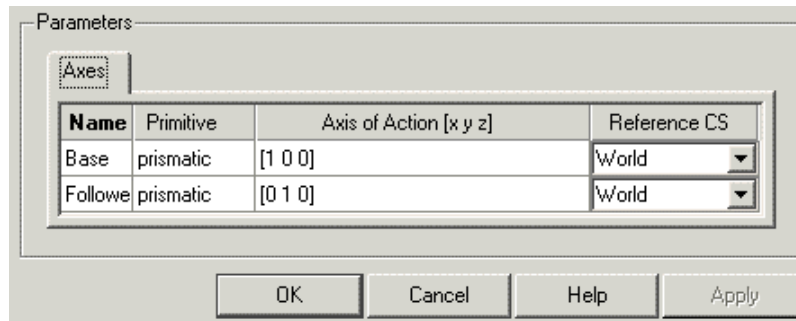 Parameters
Axes
Name Primitive Axis of Action [x y z] Reference CS
Base prismatic [1 0 0] World
Followe prismatic [0 1 0] World
OK Cancel Help Apply